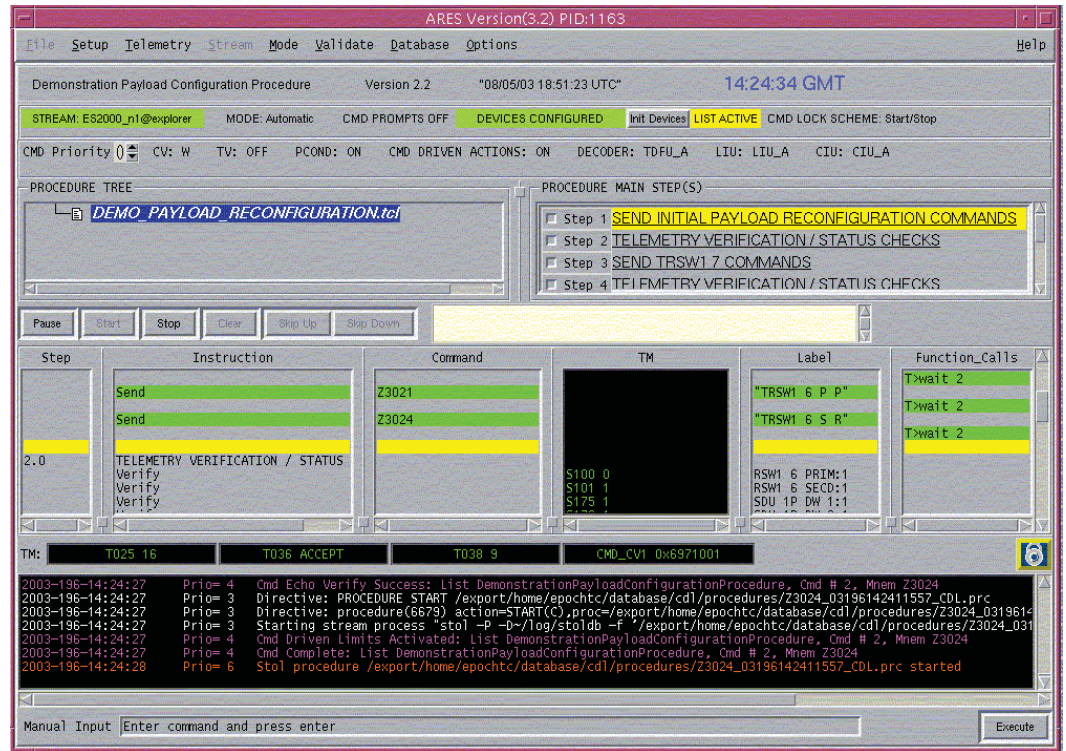 ARES Version(3.2) PID:1163
File Setup Telemetry Stream Mode Validate Database Options Help
Demonstration Payload Configuration Procedure Version 2.2 "08/05/03 18:51:23 UTC" 14:24:34 GMT
STREAM: ES2000_n1@explorer MODE: Automatic CMD PROMPTS OFF DEVICES CONFIGURED Init Devices LIST ACTIVE CMD LOCK SCHEME: Start/Stop
CMD Priority 0 CV: W TV: OFF PCOND: ON CMD DRIVEN ACTIONS: ON DECODER: TDFU_A LIU: LIU_A CIU: CIU_A
PROCEDURE TREE
DEMO_PAYLOAD_RECONFIGURATION.tcl
PROCEDURE MAIN STEP(S)
Step 1 SEND INITIAL PAYLOAD RECONFIGURATION COMMANDS
Step 2 TELEMETRY VERIFICATION / STATUS CHECKS
Step 3 SEND TRSW1 7 COMMANDS
Step 4 TELEMETRY VERIFICATION / STATUS CHECKS
Pause Start Stop Clear Skip Up Skip Down
Step Instruction Command TM Label Function_Calls
T>wait 2
Send Z3021 "TRSW1 6 P P"
T>wait 2
Send Z3024 "TRSW1 6 S R"
T>wait 2
2.0 TELEMETRY VERIFICATION / STATUS
Verify S100 0 RSW1 6 PRIM:1
Verify S101 1 RSW1 6 SECD:1
Verify S175 1 SDU 1P DW 1:1
TM: T025 16 T036 ACCEPT T038 9 CMD_CV1 0x6971001
2003-196-14:24:27 Prio= 4 Cmd Echo Verify Success: List DemonstrationPayloadConfigurationProcedure, Cmd # 2, Mnem Z3024
2003-196-14:24:27 Prio= 3 Directive: PROCEDURE START /export/home/epochtc/database/cdl/procedures/Z3024_03196142411557_CDL.prc
2003-196-14:24:27 Prio= 3 Directive: procedure(6679) action=START(C),proc=/export/home/epochtc/database/cdl/procedures/Z3024_0319614
2003-196-14:24:27 Prio= 3 Starting stream process "stol -P -D~/log/stoldb -f '/export/home/epochtc/database/cdl/procedures/Z3024_031
2003-196-14:24:27 Prio= 4 Cmd Driven Limits Activated: List DemonstrationPayloadConfigurationProcedure, Cmd # 2, Mnem Z3024
2003-196-14:24:27 Prio= 4 Cmd Complete: List DemonstrationPayloadConfigurationProcedure, Cmd # 2, Mnem Z3024
2003-196-14:24:28 Prio= 6 Stol procedure /export/home/epochtc/database/cdl/procedures/Z3024_03196142411557_CDL.prc started
Manual Input Enter command and press enter Execute